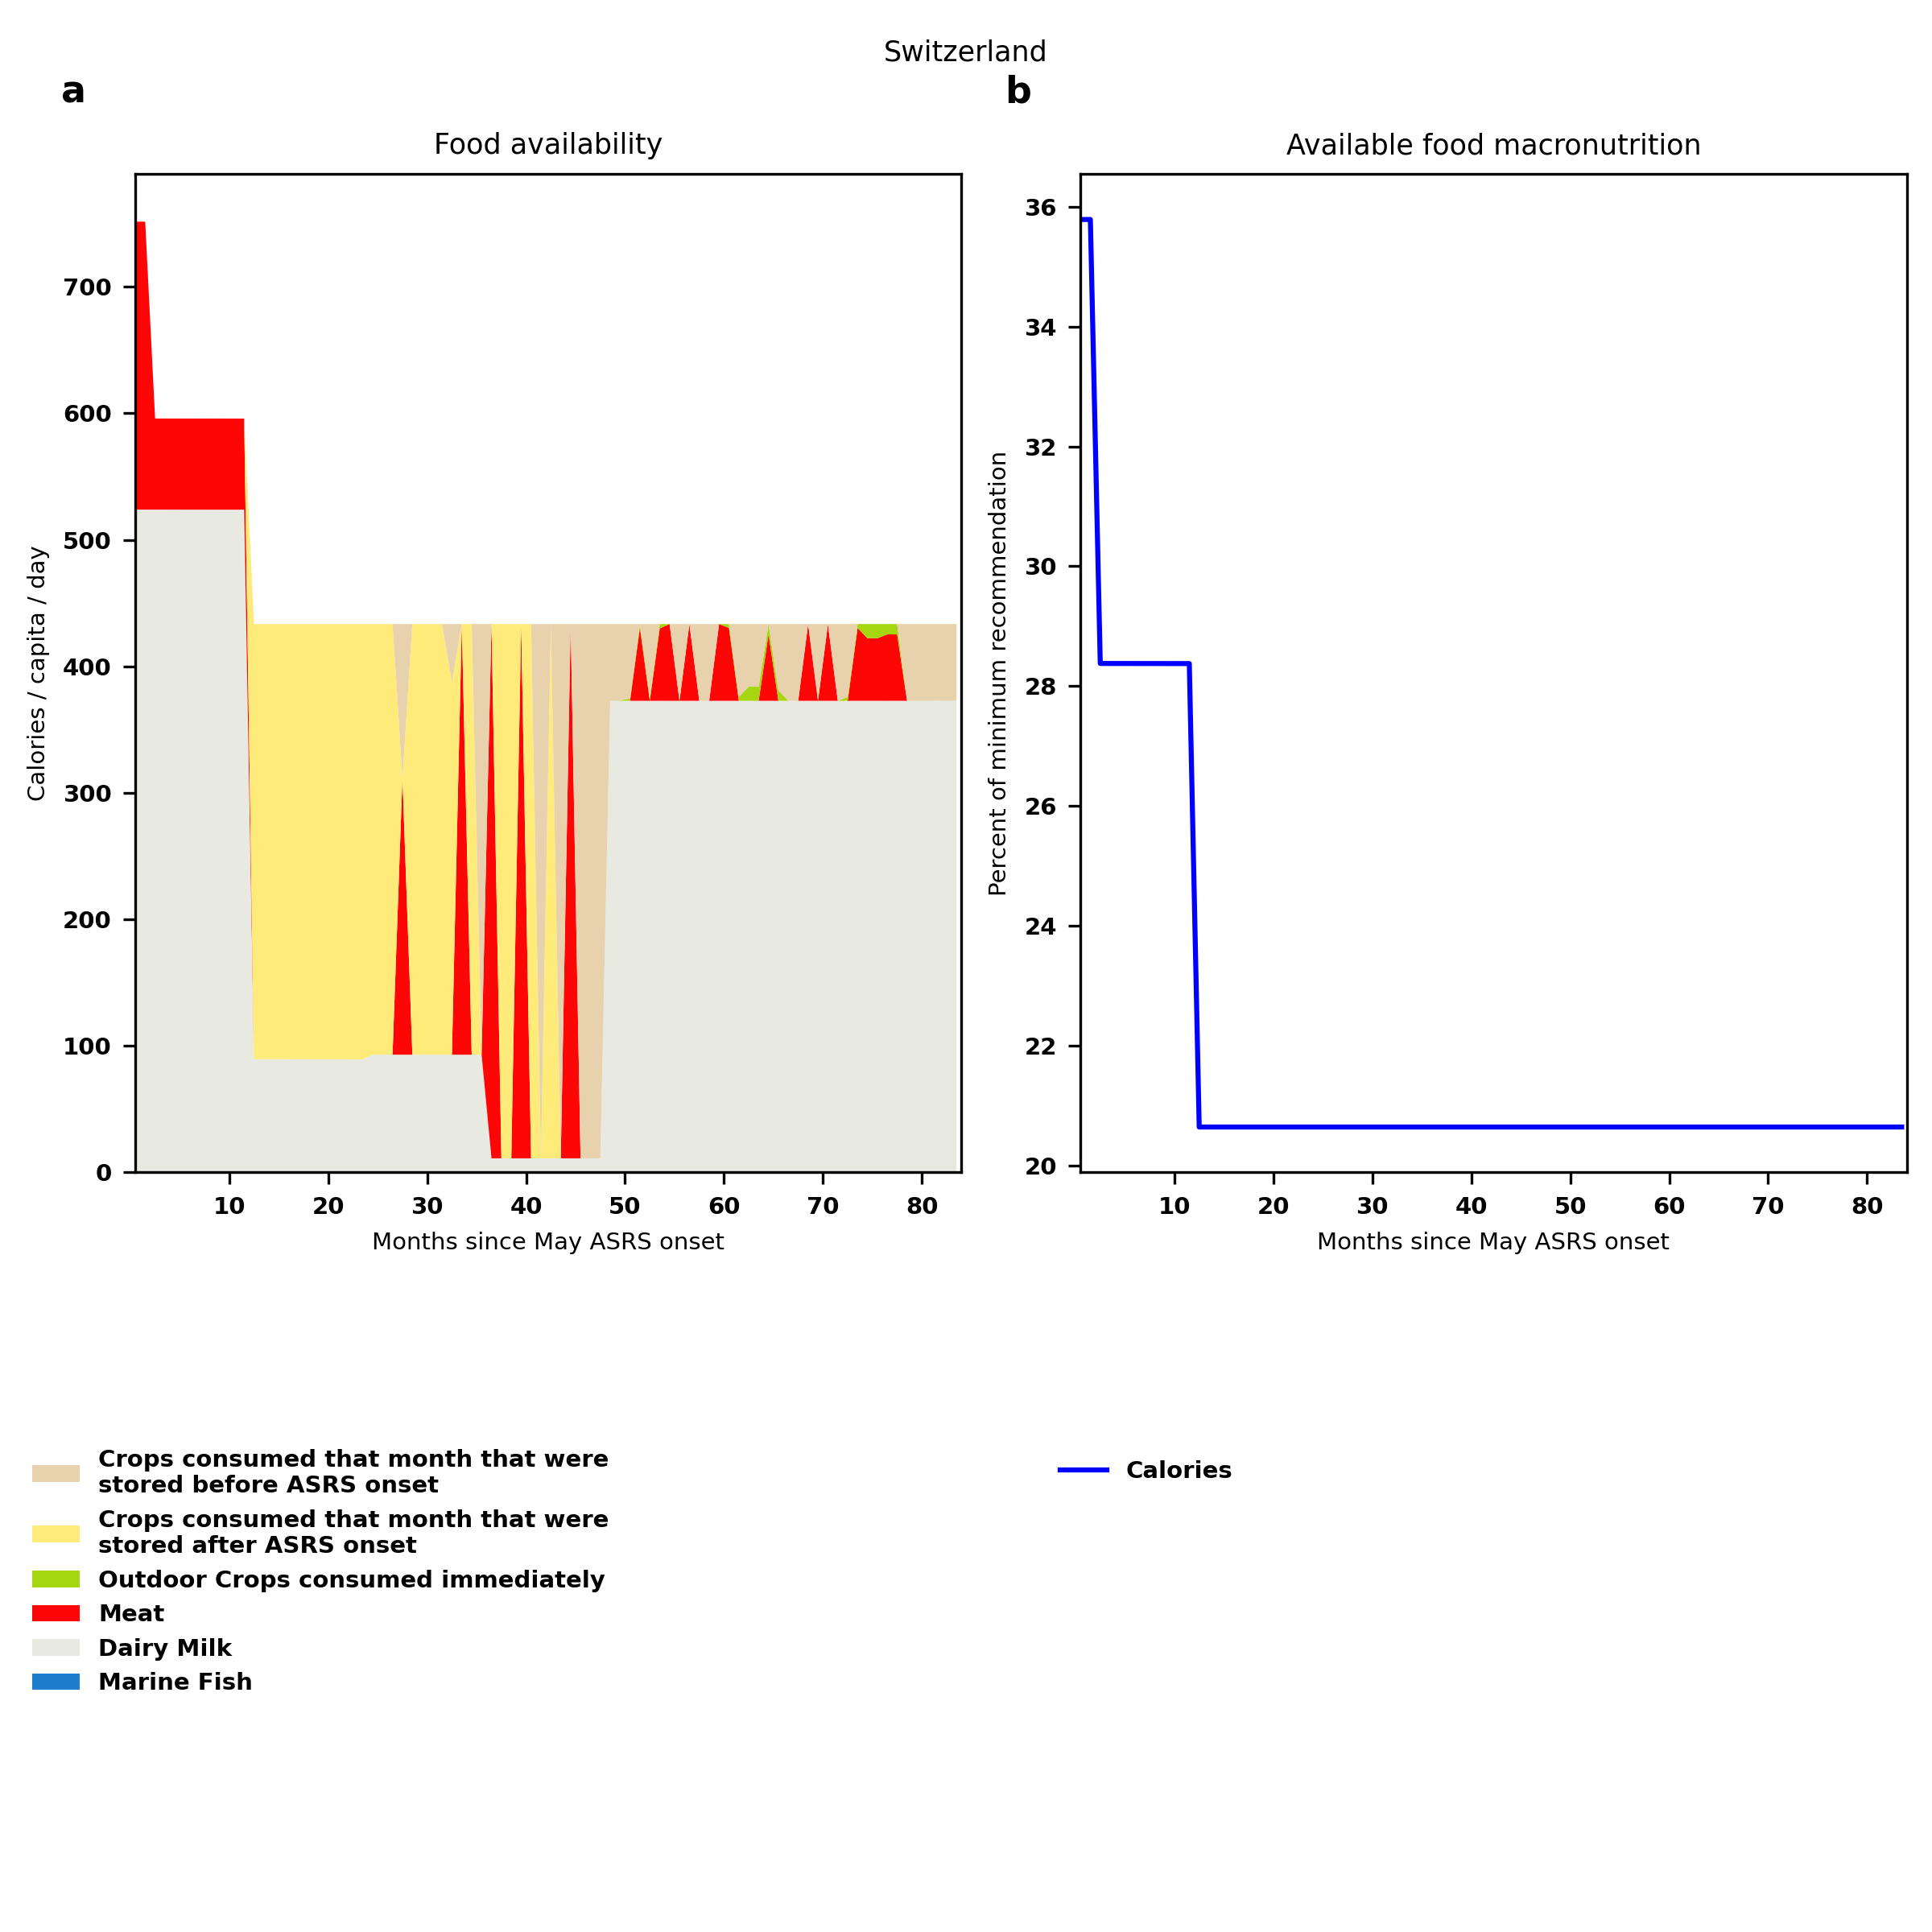 Switzerland
a
Food availability
Calories / capita / day
700
600
500
400
300
200
100
0
10 20 30 40 50 60 70 80
Months since May ASRS onset
b
Available food macronutrition
Percent of minimum recommendation
36
34
32
30
28
26
24
22
20
10 20 30 40 50 60 70 80
Months since May ASRS onset
Crops consumed that month that were
stored before ASRS onset
Crops consumed that month that were
stored after ASRS onset
Outdoor Crops consumed immediately
Meat
Dairy Milk
Marine Fish
Calories